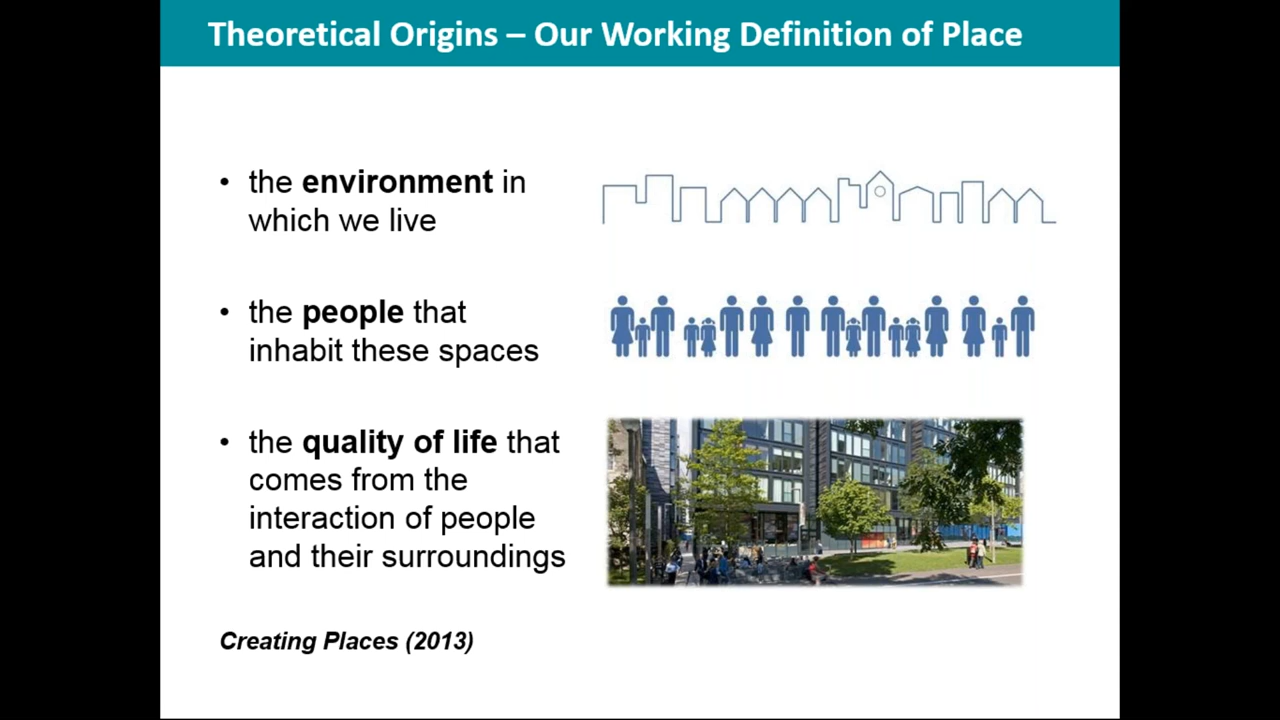 Theoretical Origins – Our Working Definition of Place
• the environment in
which we live
• the people that
inhabit these spaces
• the quality of life that
comes from the
interaction of people
and their surroundings
Creating Places (2013)